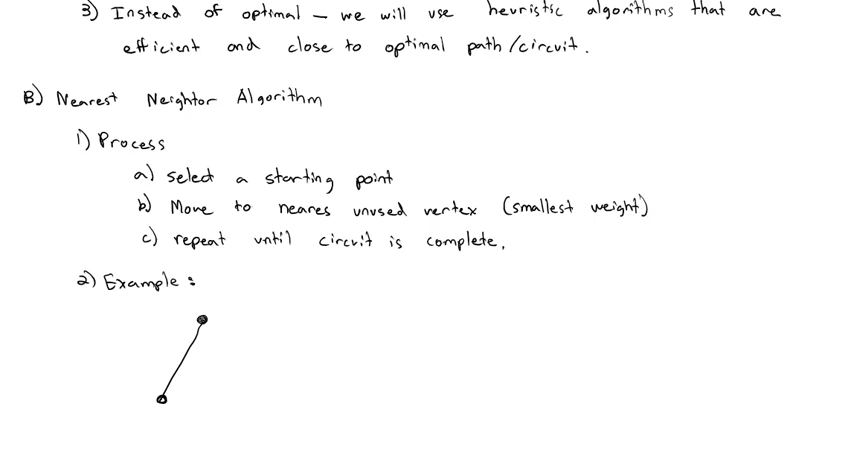 3) Instead of optimal – we will use heuristic algorithms that are
efficient and close to optimal path/circuit.
B) Nearest Neighbor Algorithm
1) Process
a) select a starting point
b) Move to neares unused vertex (smallest weight)
c) repeat until circuit is complete.
2) Example: